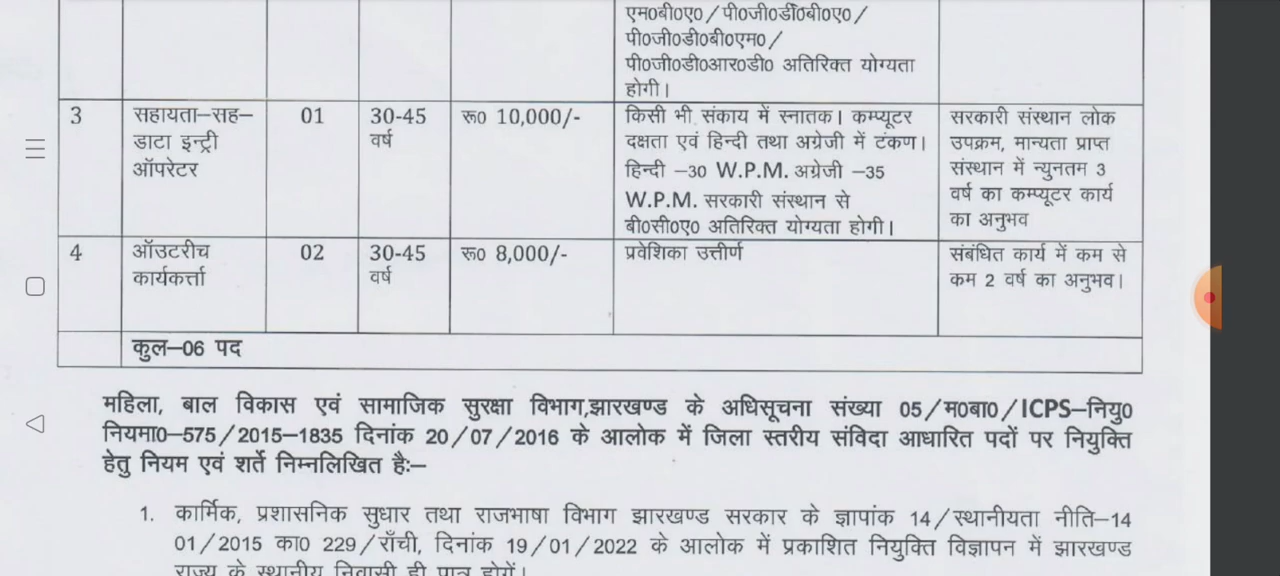 एम0बी0ए0/पी0जी0डी0बी0ए0/
पी0जी0डी0बी0एम0/
पी0जी0डी0आर0डी0 अतिरिक्त योग्यता
होगी।
3
सहायता–सह–
डाटा इन्ट्री
ऑपरेटर
01
30-45
वर्ष
रू0 10,000/-
किसी भी संकाय में स्नातक। कम्प्यूटर
दक्षता एवं हिन्दी तथा अग्रेजी में टंकण।
हिन्दी –30 W.P.M. अग्रेजी –35
W.P.M. सरकारी संस्थान से
बी0सी0ए0 अतिरिक्त योग्यता होगी।
सरकारी संस्थान लोक
उपक्रम, मान्यता प्राप्त
संस्थान में न्युनतम 3
वर्ष का कम्प्यूटर कार्य
का अनुभव
4
ऑउटरीच
कार्यकर्त्ता
02
30-45
वर्ष
रू0 8,000/-
प्रवेशिका उत्तीर्ण
संबंधित कार्य में कम से
कम 2 वर्ष का अनुभव।
कुल–06 पद
महिला, बाल विकास एवं सामाजिक सुरक्षा विभाग,झारखण्ड के अधिसूचना संख्या 05/म0बा0/ICPS–नियु0
नियमा0–575/2015–1835 दिनांक 20/07/2016 के आलोक में जिला स्तरीय संविदा आधारित पदों पर नियुक्ति
हेतु नियम एवं शर्ते निम्नलिखित है:–
1. कार्मिक, प्रशासनिक सुधार तथा राजभाषा विभाग झारखण्ड सरकार के ज्ञापांक 14/स्थानीयता नीति–14
01/2015 का0 229/राँची, दिनांक 19/01/2022 के आलोक में प्रकाशित नियुक्ति विज्ञापन में झारखण्ड
राज्य के स्थानीय निवासी ही पात्र होगें।